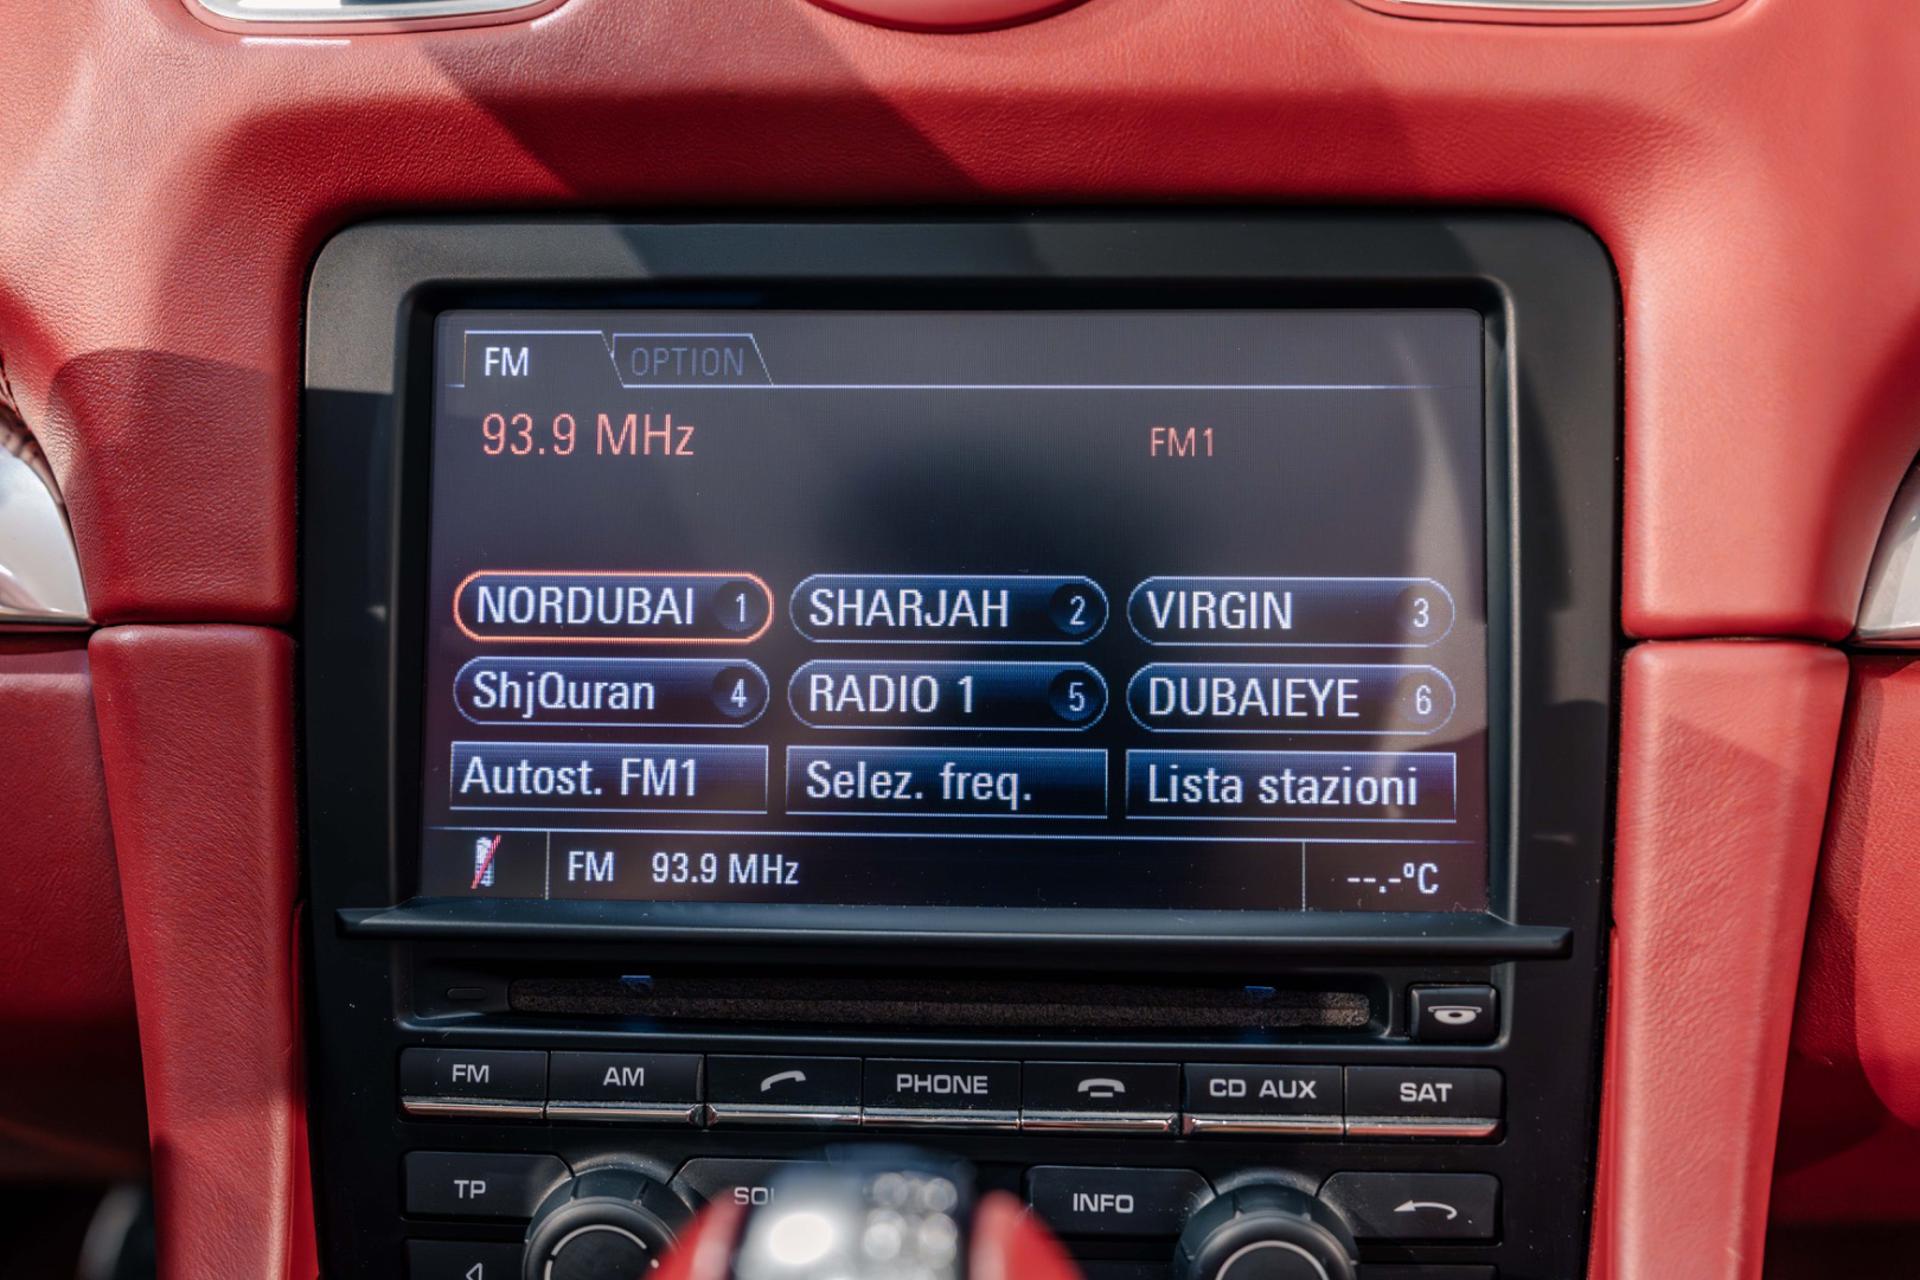 FM OPTION
93.9 MHz FM1
NORDUBAI 1 SHARJAH 2 VIRGIN 3
ShjQuran 4 RADIO 1 5 DUBAIEYE 6
Autost. FM1 Selez. freq. Lista stazioni
FM 93.9 MHz --.-°C
FM AM PHONE CD AUX SAT
TP INFO